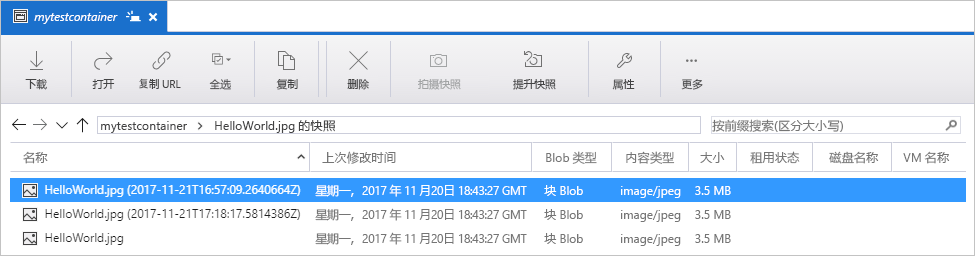 mytestcontainer
下载 打开 复制 URL 全选 复制 删除 拍摄快照 提升快照 属性 更多
mytestcontainer > HelloWorld.jpg 的快照 按前缀搜索(区分大小写)
名称 上次修改时间 Blob 类型 内容类型 大小 租用状态 磁盘名称 VM 名称
HelloWorld.jpg (2017-11-21T16:57:09.2640664Z) 星期一，2017 年 11 月20日 18:43:27 GMT 块 Blob image/jpeg 3.5 MB
HelloWorld.jpg (2017-11-21T17:18:17.5814386Z) 星期一，2017 年 11 月20日 18:43:27 GMT 块 Blob image/jpeg 3.5 MB
HelloWorld.jpg 星期一，2017 年 11 月20日 18:43:27 GMT 块 Blob image/jpeg 3.5 MB